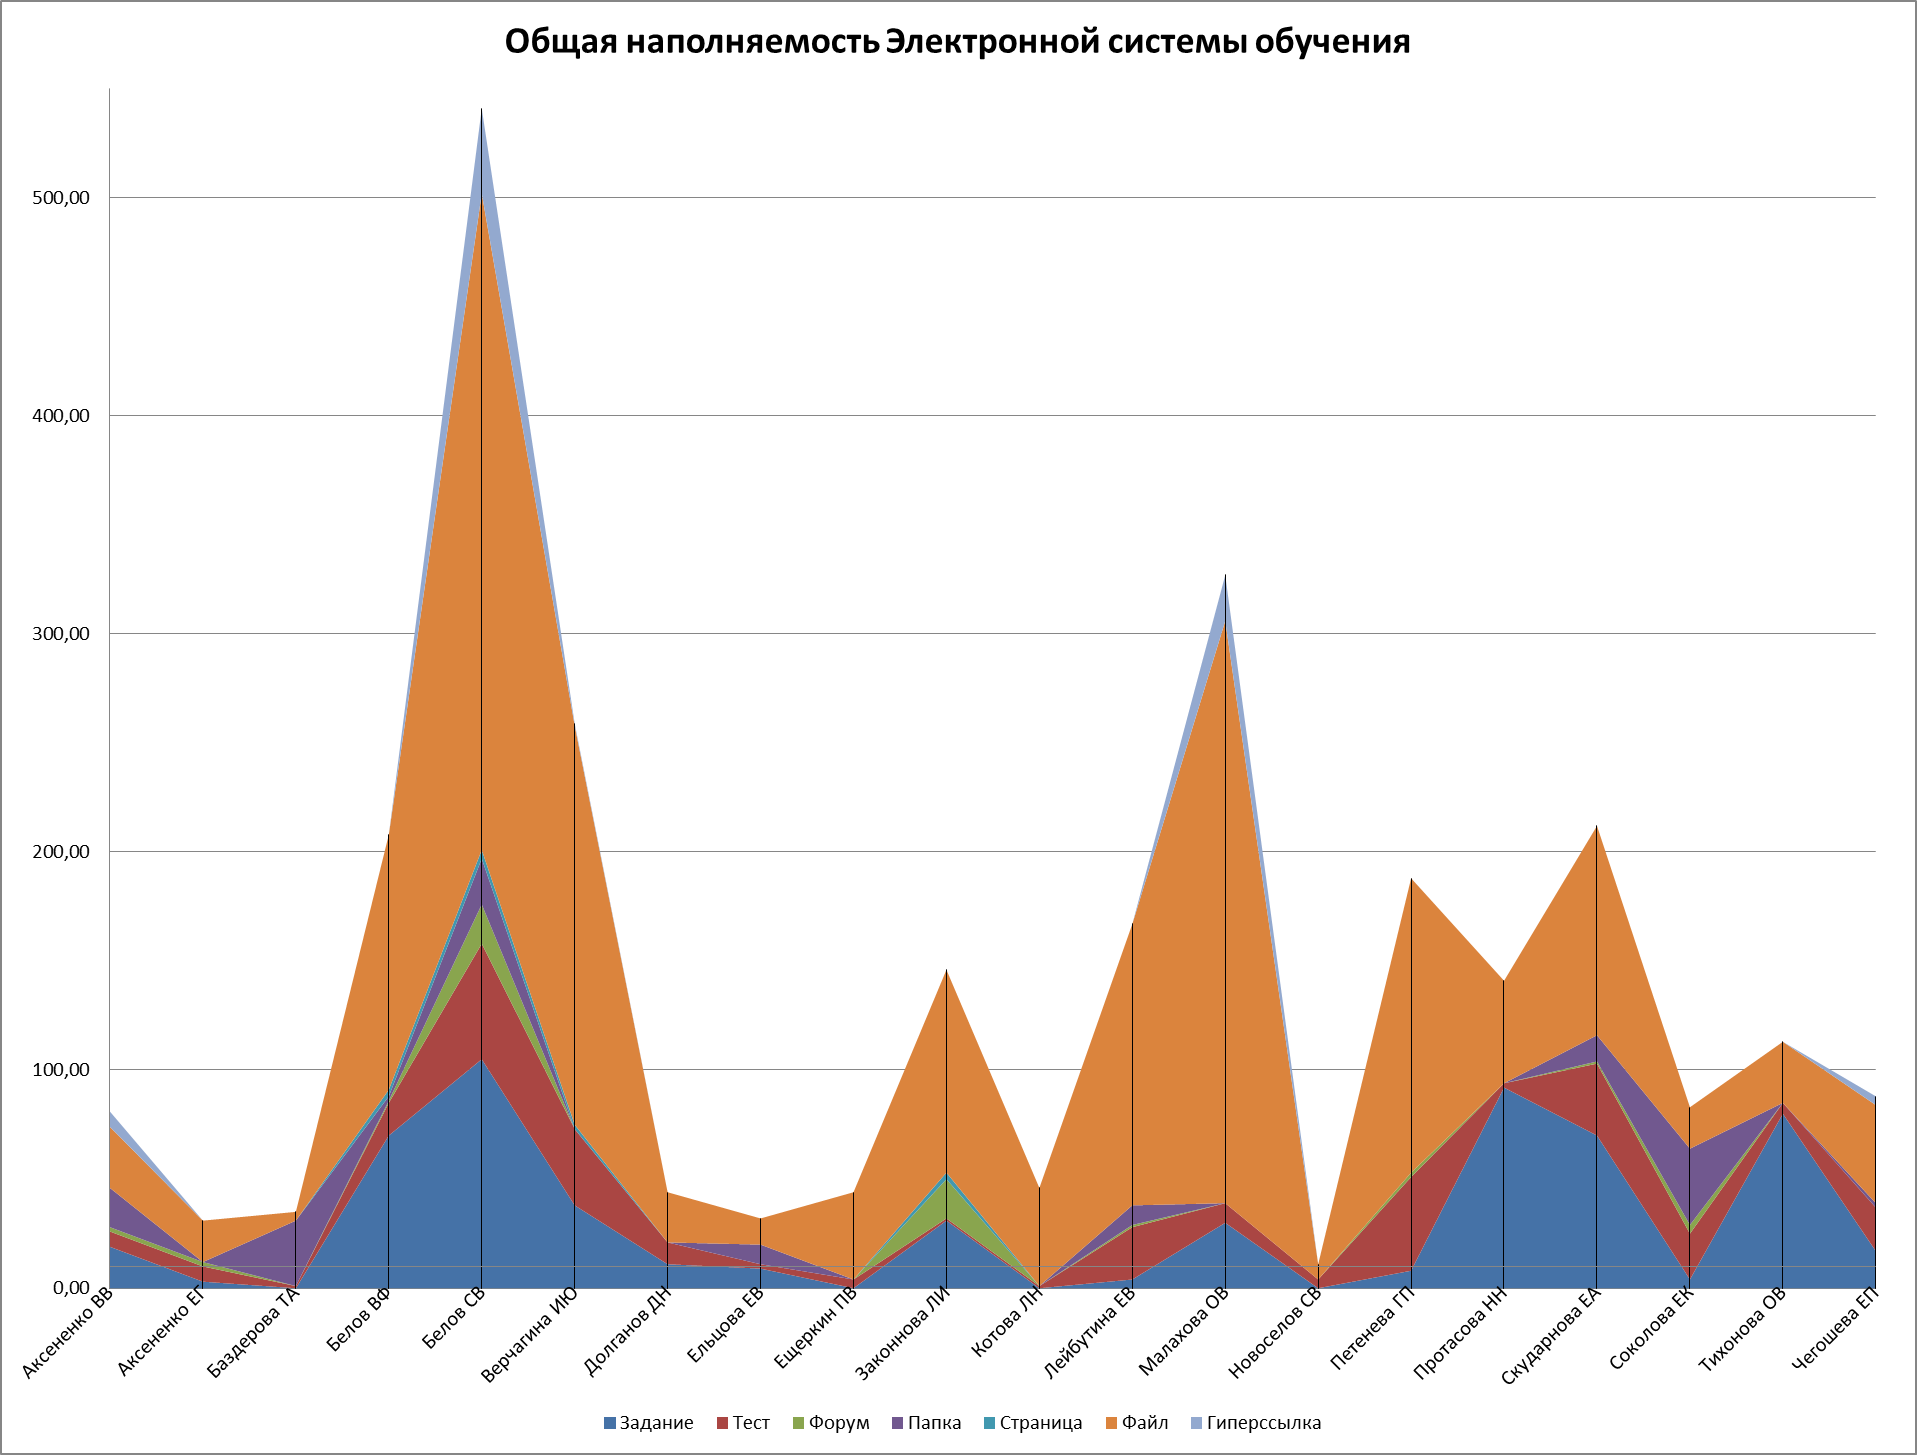 Общая наполняемость Электронной системы обучения
500,00
400,00
300,00
200,00
100,00
0,00
Аксененко ВВ
Аксененко ЕГ
Баздерова ТА
Белов ВФ
Белов СВ
Верчагина ИЮ
Долганов ДН
Ельцова ЕВ
Ещеркин ПВ
Законнова ЛИ
Котова ЛН
Лейбутина ЕВ
Малахова ОВ
Новоселов СВ
Петенева ГП
Протасова НН
Скударнова ЕА
Соколова ЕК
Тихонова ОВ
Чегошева ЕП
Задание Тест Форум Папка Страница Файл Гиперссылка